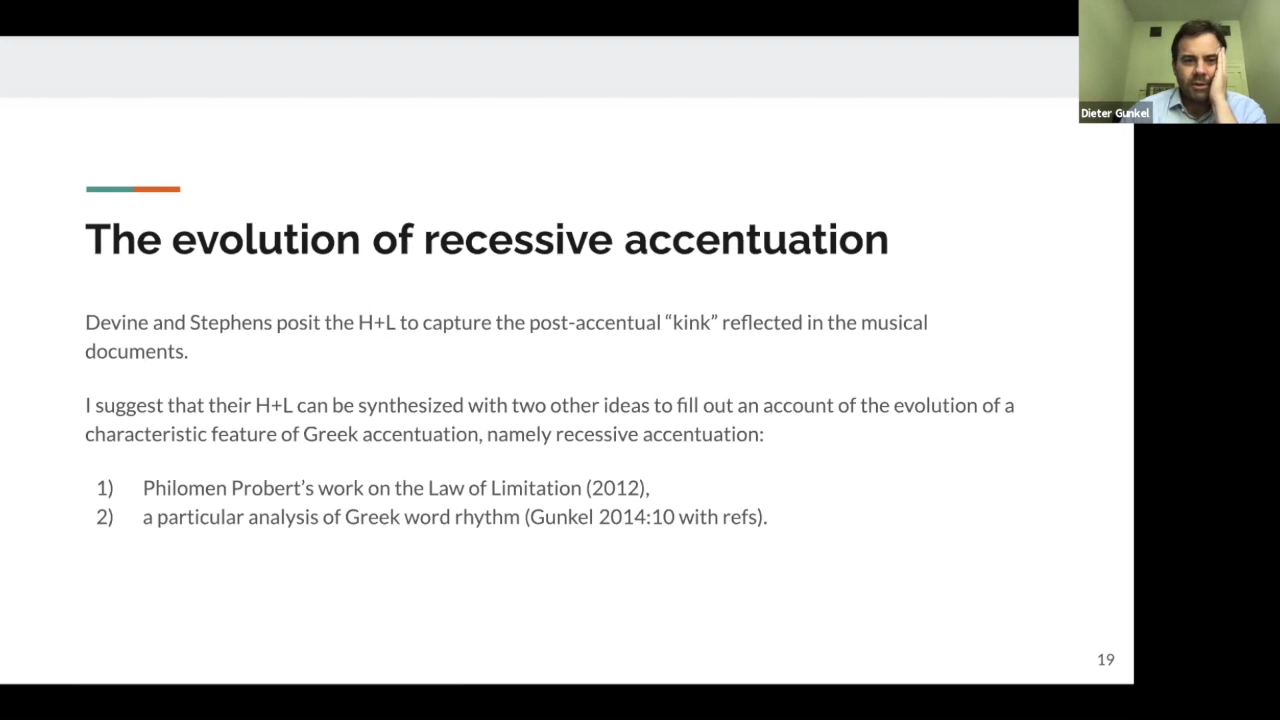 Dieter Gunkel
The evolution of recessive accentuation
Devine and Stephens posit the H+L to capture the post-accentual “kink” reflected in the musical
documents.
I suggest that their H+L can be synthesized with two other ideas to fill out an account of the evolution of a
characteristic feature of Greek accentuation, namely recessive accentuation:
1) Philomen Probert’s work on the Law of Limitation (2012),
2) a particular analysis of Greek word rhythm (Gunkel 2014:10 with refs).
19